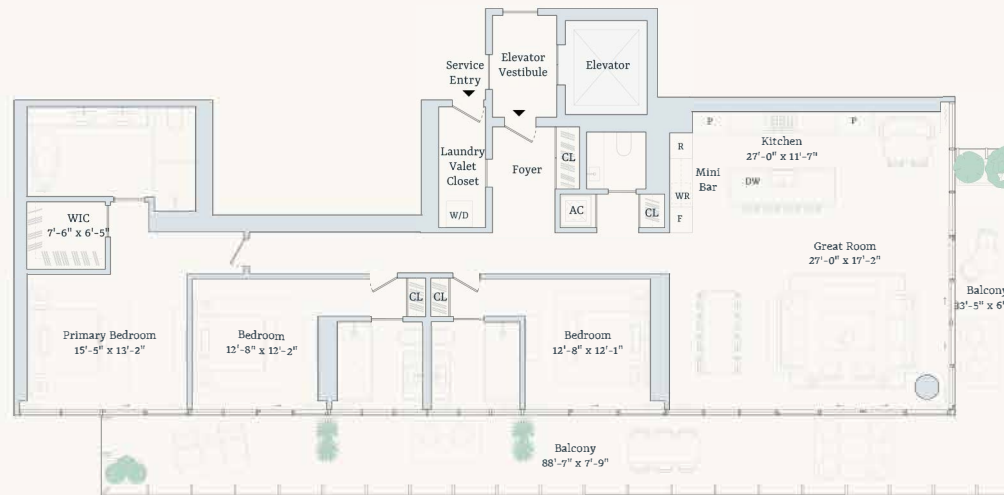 Elevator
Vestibule
Elevator
Service
Entry
Laundry
Valet
Closet
W/D
Foyer
CL
AC
CL
P
P
Kitchen
27'-0" x 11'-7"
R
Mini
Bar
WR
F
DW
Great Room
27'-0" x 17'-2"
WIC
7'-6" x 6'-5"
Primary Bedroom
15'-5" x 13'-2"
Bedroom
12'-8" x 12'-2"
CL
CL
Bedroom
12'-8" x 12'-1"
Balcony
Balcony
88'-7" x 7'-9"